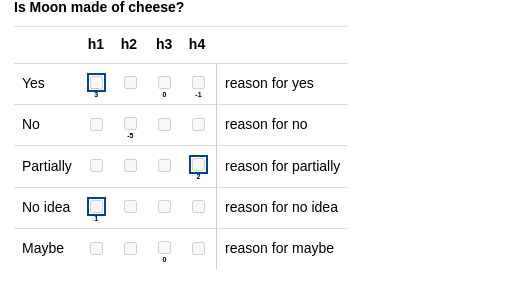 Is Moon made of cheese?
h1 h2 h3 h4
Yes 3 0 -1 reason for yes
No -5 reason for no
Partially 2 reason for partially
No idea 1 reason for no idea
Maybe 0 reason for maybe